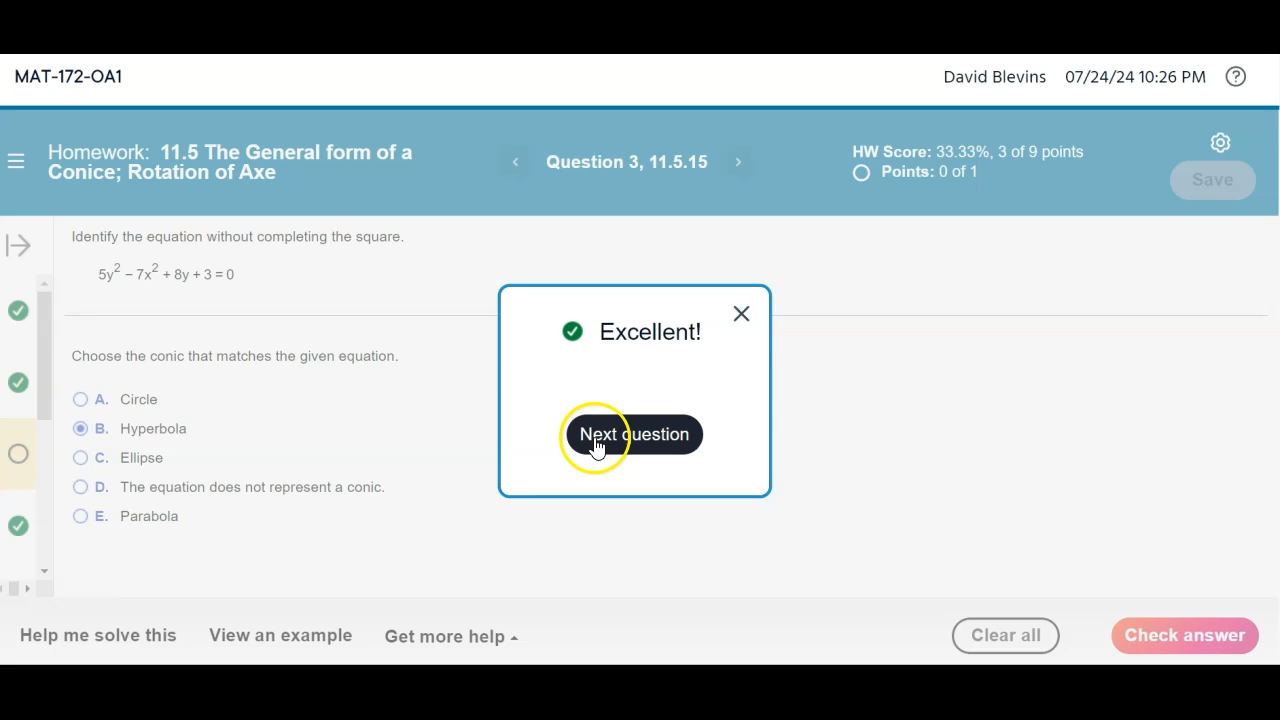 MAT-172-OA1
David Blevins 07/24/24 10:26 PM ?
Homework: 11.5 The General form of a
Conice; Rotation of Axe
Question 3, 11.5.15
HW Score: 33.33%, 3 of 9 points
Points: 0 of 1
Save
Identify the equation without completing the square.
5y² − 7x² + 8y + 3 = 0
Choose the conic that matches the given equation.
A. Circle
B. Hyperbola
C. Ellipse
D. The equation does not represent a conic.
E. Parabola
Excellent!
Next question
Help me solve this
View an example
Get more help
Clear all
Check answer